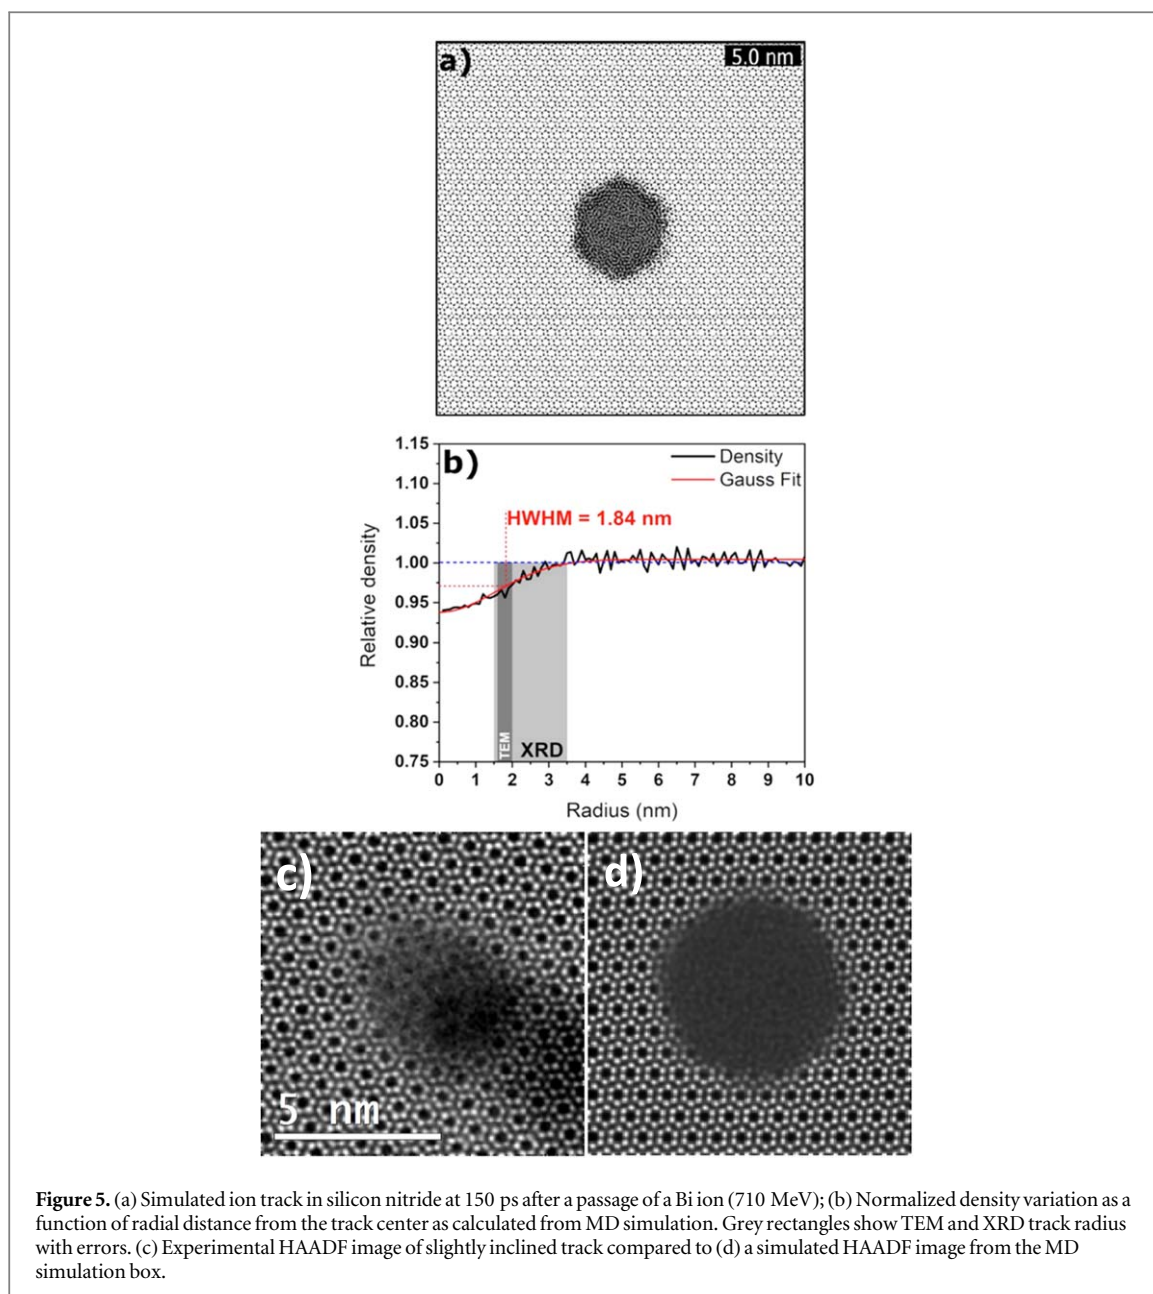 a)
5.0 nm
b)
Density
Gauss Fit
HWHM = 1.84 nm
1.15
1.10
1.05
1.00
0.95
0.90
0.85
0.80
0.75
Relative density
TEM
XRD
0 1 2 3 4 5 6 7 8 9 10
Radius (nm)
c)
d)
5 nm
Figure 5. (a) Simulated ion track in silicon nitride at 150 ps after a passage of a Bi ion (710 MeV); (b) Normalized density variation as a
function of radial distance from the track center as calculated from MD simulation. Grey rectangles show TEM and XRD track radius
with errors. (c) Experimental HAADF image of slightly inclined track compared to (d) a simulated HAADF image from the MD
simulation box.